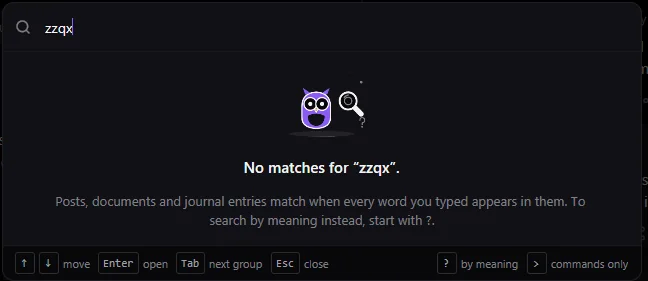 zzqx
?
No matches for “zzqx”.
Posts, documents and journal entries match when every word you typed appears in them. To
search by meaning instead, start with ?.
↑ ↓ move Enter open Tab next group Esc close ? by meaning > commands only